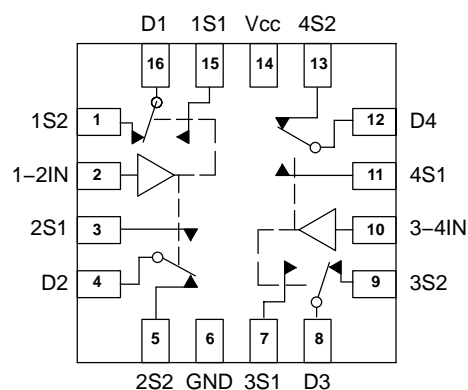 D1 1S1 Vcc 4S2
16 15 14 13
1S2 1 12 D4
1–2IN 2 11 4S1
2S1 3 10 3–4IN
D2 4 9 3S2
5 6 7 8
2S2 GND 3S1 D3